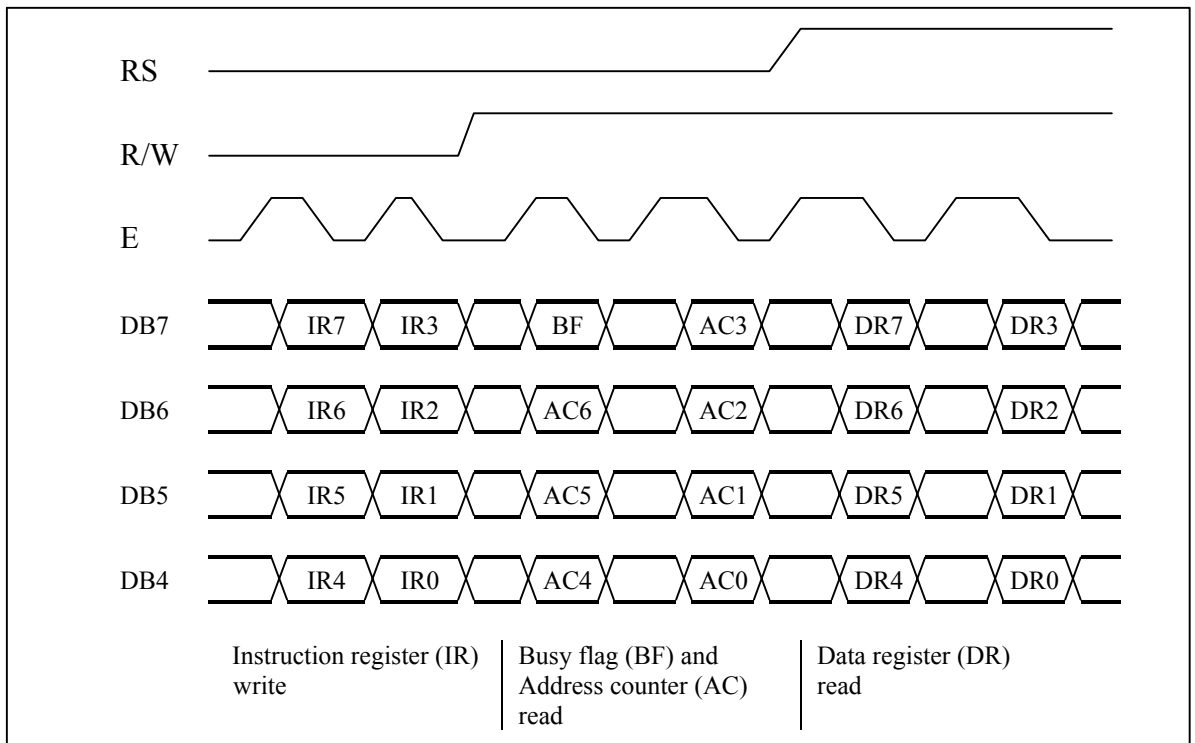 RS
R/W
E
DB7 IR7 IR3 BF AC3 DR7 DR3
DB6 IR6 IR2 AC6 AC2 DR6 DR2
DB5 IR5 IR1 AC5 AC1 DR5 DR1
DB4 IR4 IR0 AC4 AC0 DR4 DR0
Instruction register (IR)
write
Busy flag (BF) and
Address counter (AC)
read
Data register (DR)
read